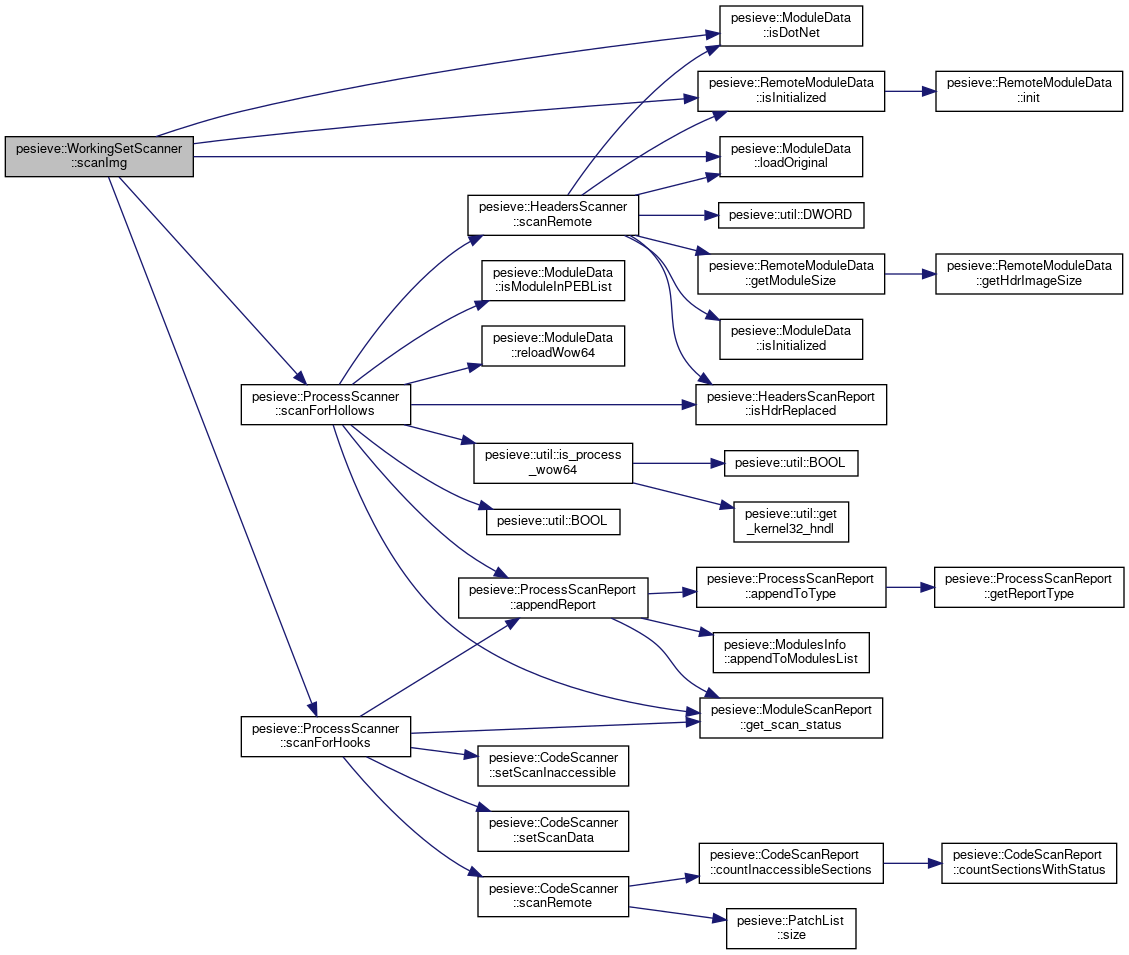 pesieve::ModuleData
::isDotNet
pesieve::RemoteModuleData
::isInitialized
pesieve::RemoteModuleData
::init
pesieve::WorkingSetScanner
::scanImg
pesieve::ModuleData
::loadOriginal
pesieve::HeadersScanner
::scanRemote
pesieve::util::DWORD
pesieve::RemoteModuleData
::getModuleSize
pesieve::RemoteModuleData
::getHdrImageSize
pesieve::ModuleData
::isModuleInPEBList
pesieve::ModuleData
::isInitialized
pesieve::ModuleData
::reloadWow64
pesieve::ProcessScanner
::scanForHollows
pesieve::HeadersScanReport
::isHdrReplaced
pesieve::util::is_process
_wow64
pesieve::util::BOOL
pesieve::util::BOOL
pesieve::util::get
_kernel32_hndl
pesieve::ProcessScanReport
::appendReport
pesieve::ProcessScanReport
::appendToType
pesieve::ProcessScanReport
::getReportType
pesieve::ModulesInfo
::appendToModulesList
pesieve::ModuleScanReport
::get_scan_status
pesieve::ProcessScanner
::scanForHooks
pesieve::CodeScanner
::setScanInaccessible
pesieve::CodeScanner
::setScanData
pesieve::CodeScanner
::scanRemote
pesieve::CodeScanReport
::countInaccessibleSections
pesieve::CodeScanReport
::countSectionsWithStatus
pesieve::PatchList
::size